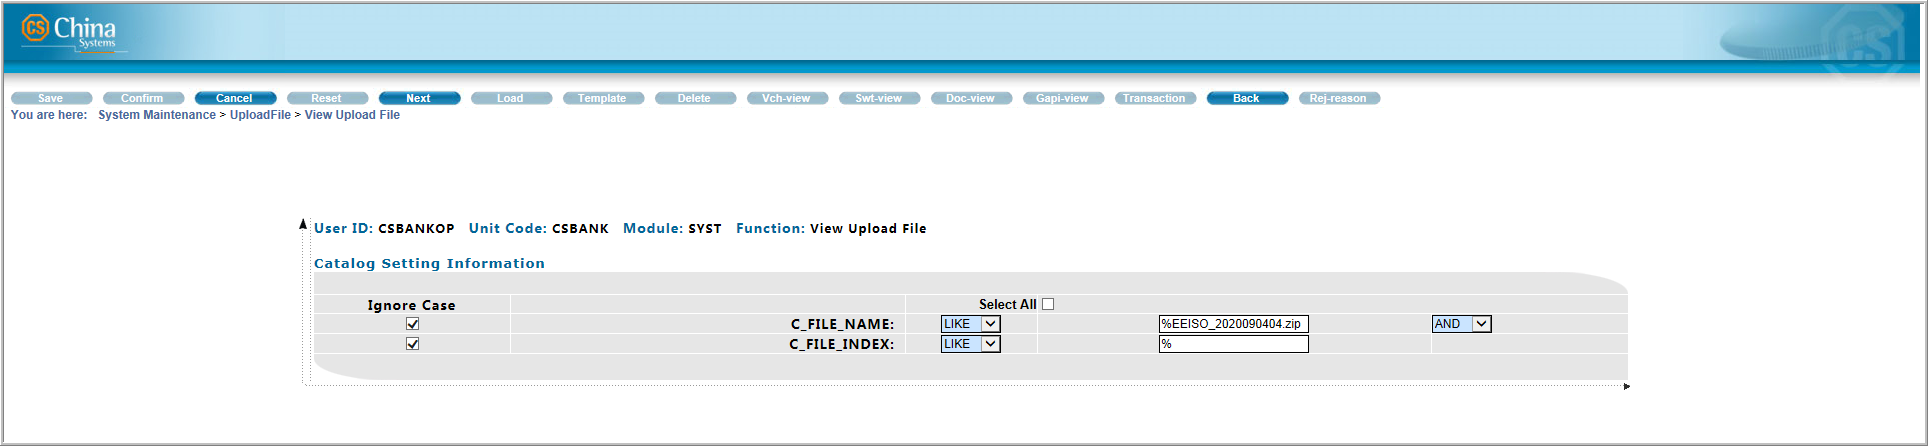 CS China
Systems
CS
Save Confirm Cancel Reset Next Load Template Delete Vch-view Swt-view Doc-view Gapi-view Transaction Back Rej-reason
You are here: System Maintenance > UploadFile > View Upload File
User ID: CSBANKOP Unit Code: CSBANK Module: SYST Function: View Upload File
Catalog Setting Information
Ignore Case Select All
C_FILE_NAME: LIKE %EEISO_2020090404.zip AND
C_FILE_INDEX: LIKE %